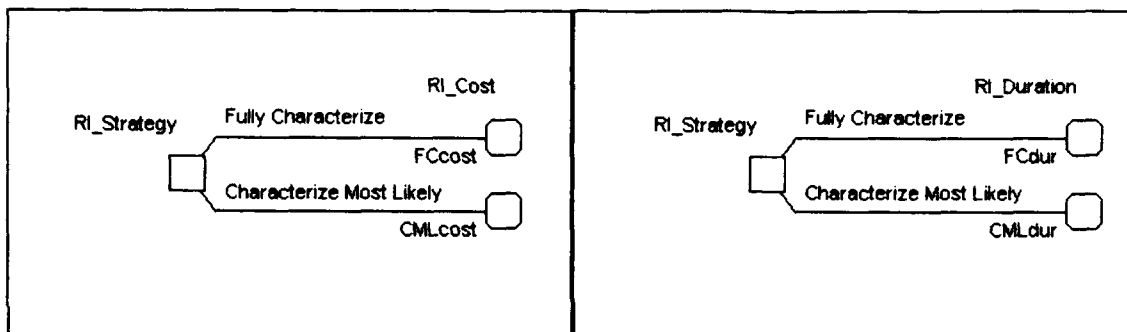 RI_Cost
Fully Characterize
RI_Strategy
FCcost
Characterize Most Likely
CMLcost
RI_Duration
Fully Characterize
RI_Strategy
FCdur
Characterize Most Likely
CMLdur